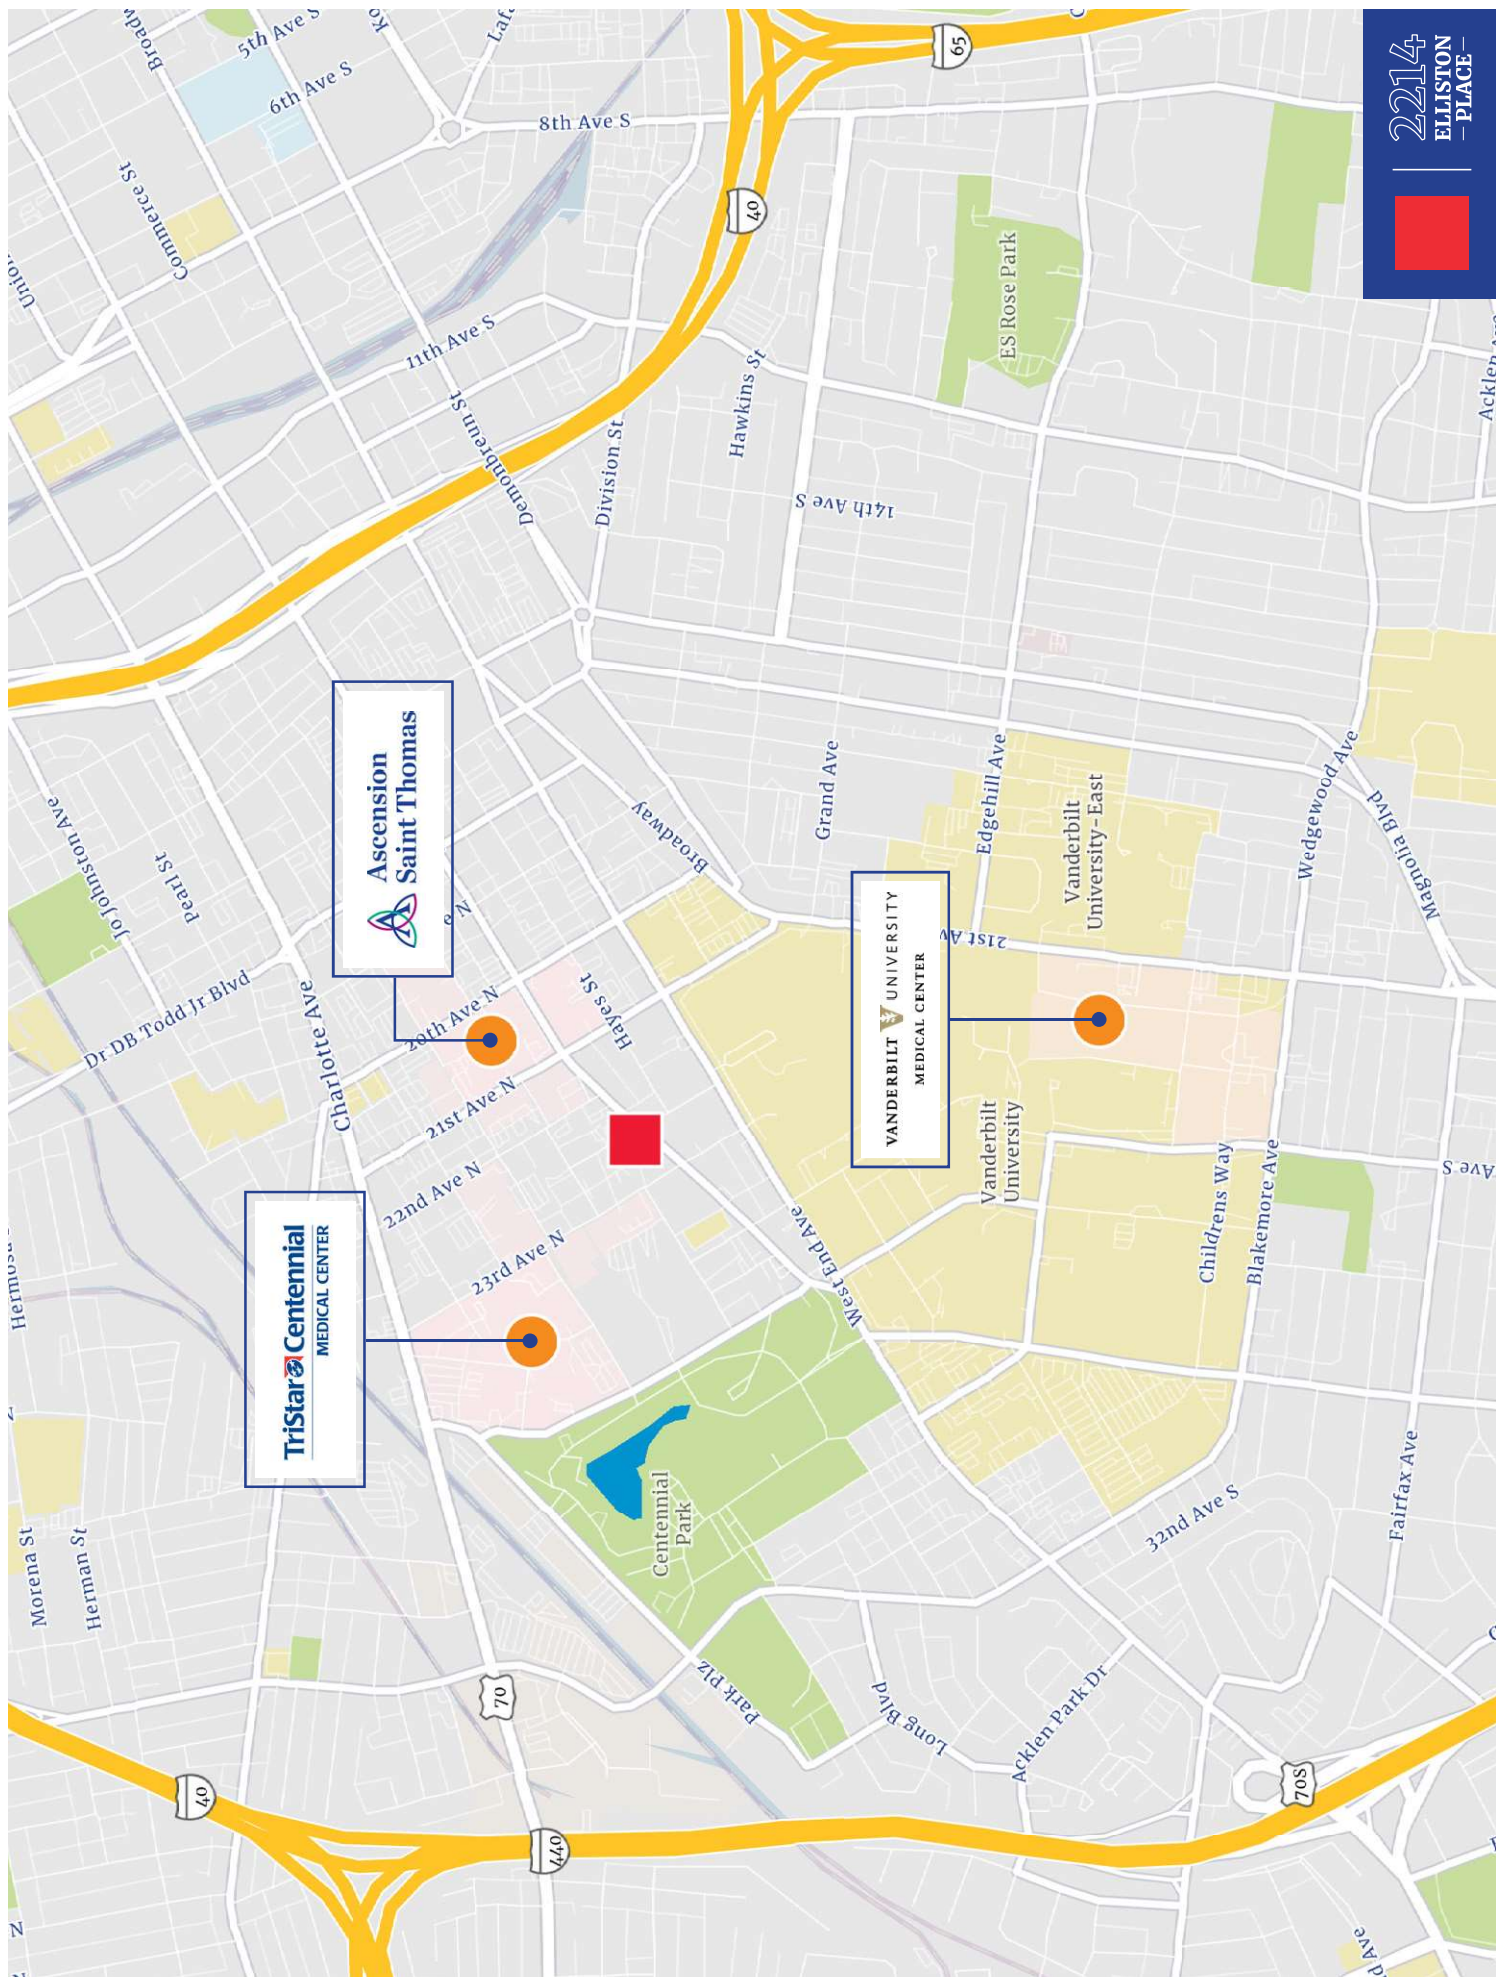 2214
ELLISTON
PLACE
65
40
5th Ave S
6th Ave S
8th Ave S
Commerce St
11th Ave S
Demonbreun St
Division St
Hawkins St
14th Ave S
ES Rose Park
Jo Johnston Ave
Pearl St
Dr DB Todd Jr Blvd
Charlotte Ave
Ascension
Saint Thomas
20th Ave N
21st Ave N
22nd Ave N
23rd Ave N
Hayes St
Broadway
Grand Ave
Edgehill Ave
Vanderbilt
University-East
Wedgewood Ave
Magnolia Blvd
VANDERBILT V UNIVERSITY
MEDICAL CENTER
21st Av
Vanderbilt
University
Childrens Way
Blakemore Ave
Ave S
West End Ave
TriStar Centennial
MEDICAL CENTER
Centennial
Park
Morena St
Herman St
32nd Ave S
Fairfax Ave
Park Plz
Long Blvd
Acklen Park Dr
70
40
440
70S